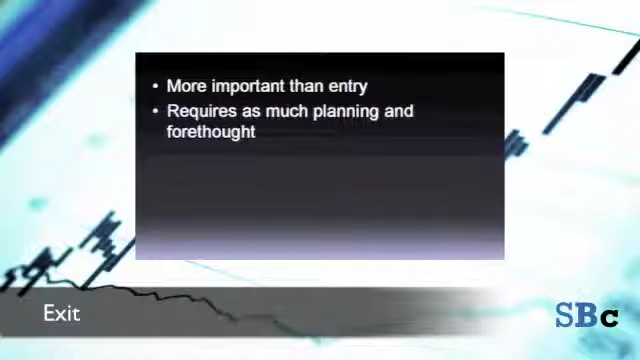 • More important than entry
• Requires as much planning and
forethought
Exit
SBc